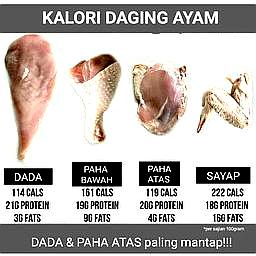 KALORI DAGING AYAM
DADA
114 CALS
21G PROTEIN
3G FATS
PAHA
BAWAH
161 CALS
19G PROTEIN
9G FATS
PAHA
ATAS
119 CALS
20G PROTEIN
4G FATS
SAYAP
222 CALS
18G PROTEIN
16G FATS
*per sajian 100gram
DADA & PAHA ATAS paling mantap!!!